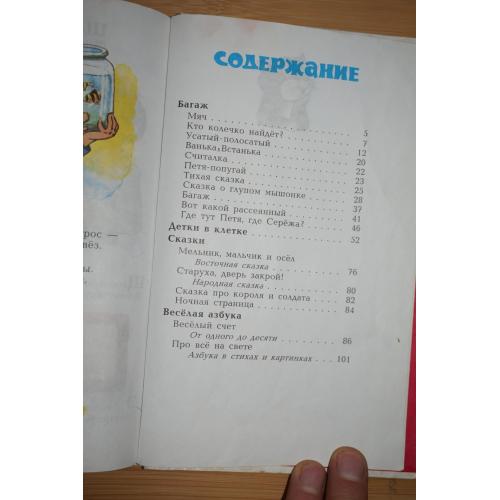 рос —
вёз.
ы.
СОДЕРЖАНИЕ
Багаж
Мяч . . . 5
Кто колечко найдёт? . . . 7
Усатый-полосатый . . . 12
Ванька-Встанька . . . 20
Считалка . . . 22
Петя-попугай . . . 23
Тихая сказка . . . 25
Сказка о глупом мышонке . . . 28
Багаж . . . 37
Вот какой рассеянный . . . 41
Где тут Петя, где Серёжа? . . . 46
Детки в клетке . . . 52
Сказки
Мельник, мальчик и осёл
Восточная сказка . . . 76
Старуха, дверь закрой!
Народная сказка . . . 80
Сказка про короля и солдата . . . 82
Ночная страница . . . 84
Весёлая азбука
Весёлый счет
От одного до десяти . . . 86
Про всё на свете
Азбука в стихах и картинках . . . 101